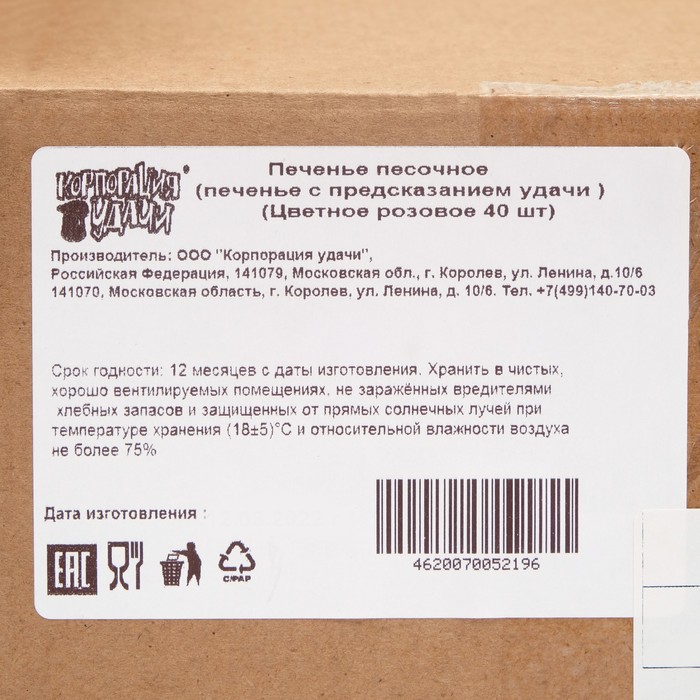 Корпорация удачи
Печенье песочное
(печенье с предсказанием удачи )
(Цветное розовое 40 шт)
Производитель: ООО "Корпорация удачи",
Российская Федерация, 141079, Московская обл., г. Королев, ул. Ленина, д.10/6
141070, Московская область, г. Королев, ул. Ленина, д. 10/6. Тел. +7(499)140-70-03
Срок годности: 12 месяцев с даты изготовления. Хранить в чистых,
хорошо вентилируемых помещениях, не заражённых вредителями
хлебных запасов и защищенных от прямых солнечных лучей при
температуре хранения (18±5)°С и относительной влажности воздуха
не более 75%
Дата изготовления :
4620070052196
EAC
C/PAP